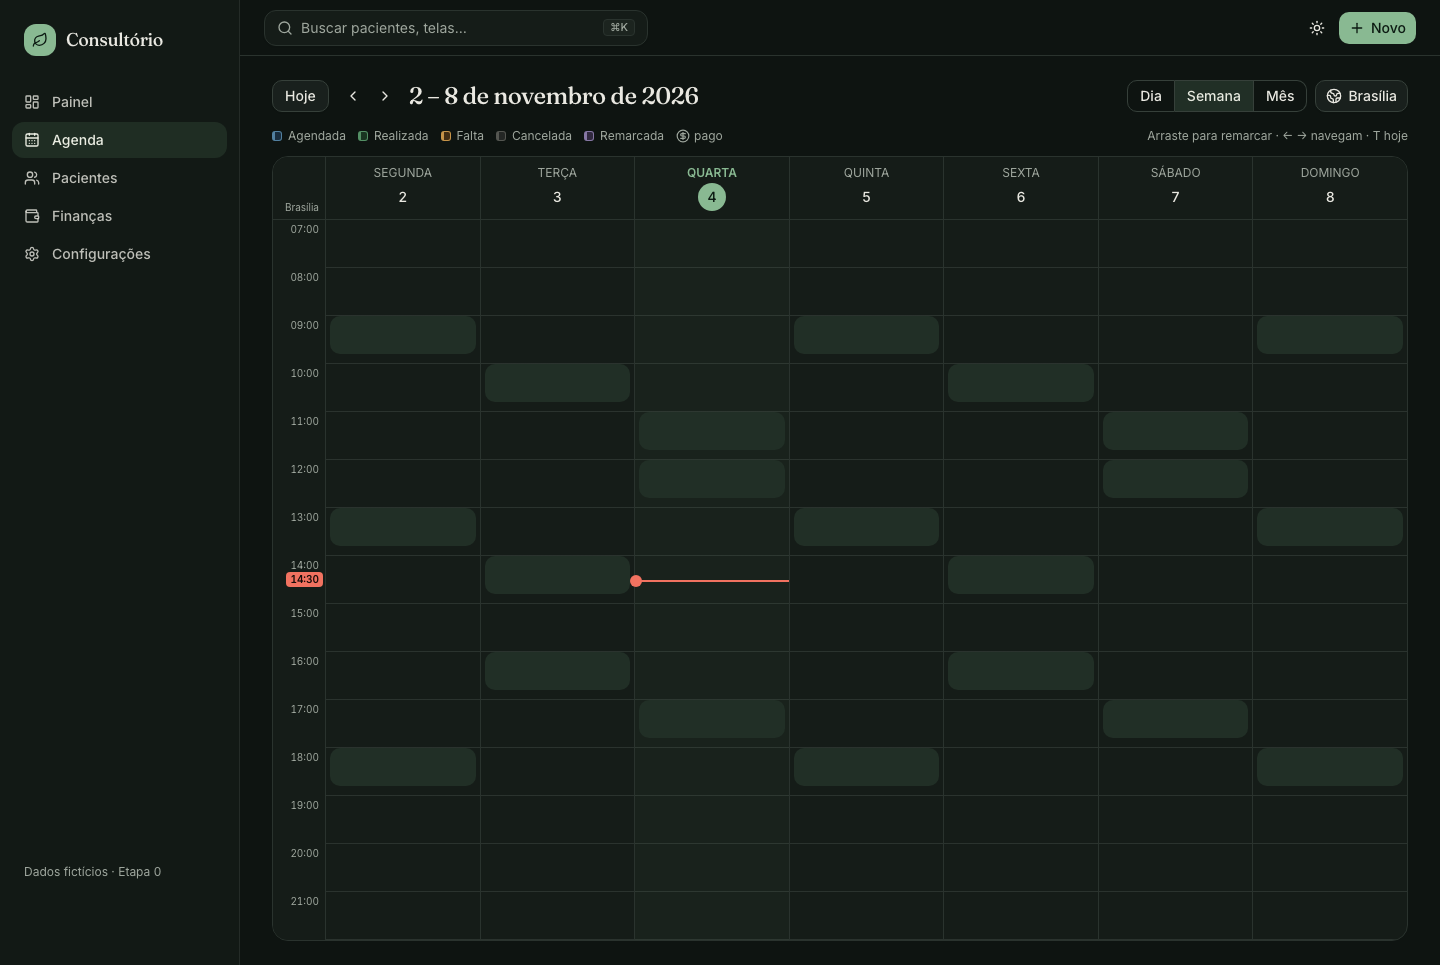 Consultório
Buscar pacientes, telas...
⌘K
Novo
Painel
Agenda
Pacientes
Finanças
Configurações
Dados fictícios · Etapa 0
Hoje
2 – 8 de novembro de 2026
Dia
Semana
Mês
Brasília
Agendada
Realizada
Falta
Cancelada
Remarcada
pago
Arraste para remarcar · ← → navegam · T hoje
Brasília
SEGUNDA
2
TERÇA
3
QUARTA
4
QUINTA
5
SEXTA
6
SÁBADO
7
DOMINGO
8
07:00
08:00
09:00
10:00
11:00
12:00
13:00
14:00
14:30
15:00
16:00
17:00
18:00
19:00
20:00
21:00